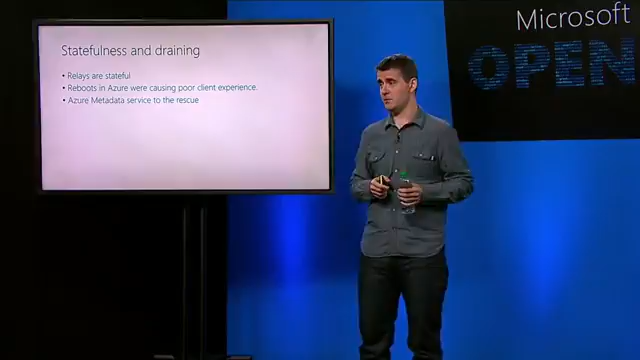 Statefulness and draining
• Relays are stateful
• Reboots in Azure were causing poor client experience.
• Azure Metadata service to the rescue
Microsoft
OPEN